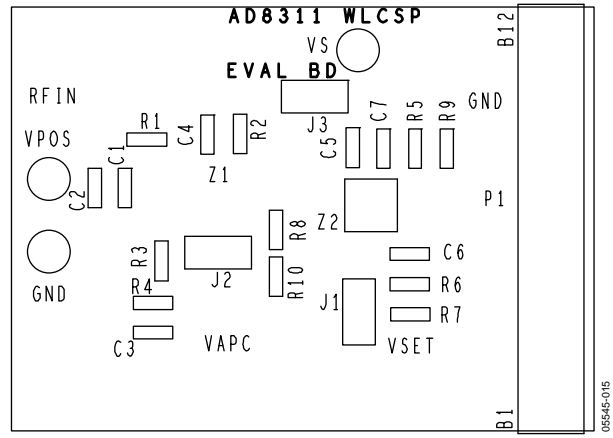 AD8311 WLCSP
B12
VS
EVAL BD
RFIN
GND
J3
C7
R5
R9
VPOS
R1
C4
R2
C5
C1
Z1
C2
P1
Z2
R8
R3
C6
GND
J2
R4
R10
J1
R6
R7
C3
VAPC
VSET
B1
05545-015